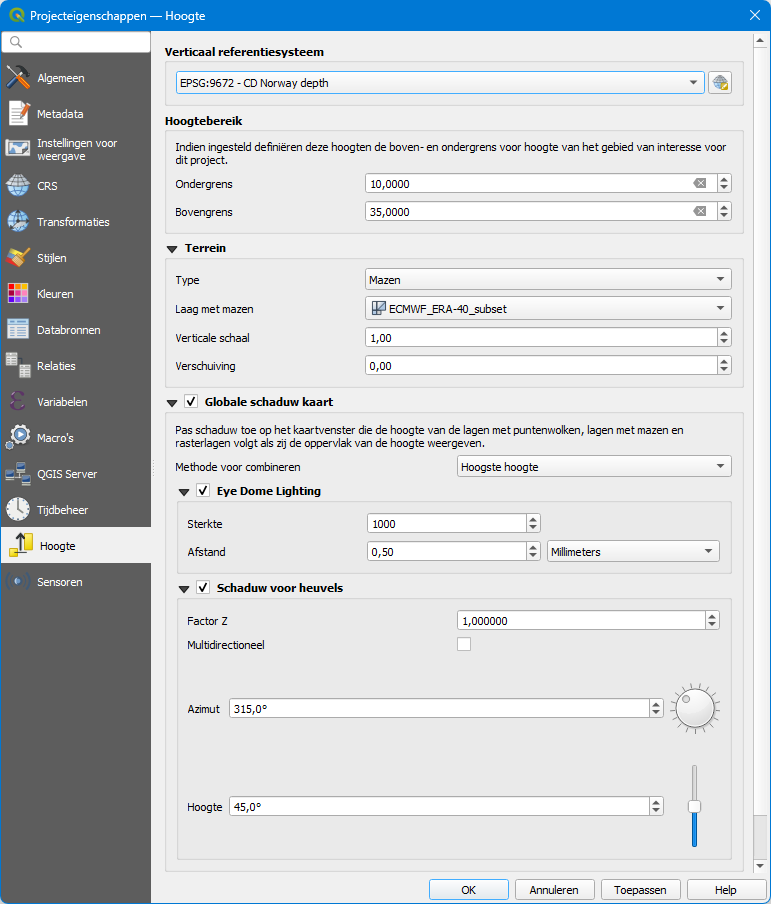 Projecteigenschappen — Hoogte
Algemeen
Metadata
Instellingen voor
weergave
CRS
Transformaties
Stijlen
Kleuren
Databronnen
Relaties
Variabelen
Macro's
QGIS Server
Tijdbeheer
Hoogte
Sensoren
Verticaal referentiesysteem
EPSG:9672 - CD Norway depth
Hoogtebereik
Indien ingesteld definiëren deze hoogten de boven- en ondergrens voor hoogte van het gebied van interesse voor
dit project.
Ondergrens 10,0000
Bovengrens 35,0000
Terrein
Type Mazen
Laag met mazen ECMWF_ERA-40_subset
Verticale schaal 1,00
Verschuiving 0,00
Globale schaduw kaart
Pas schaduw toe op het kaartvenster die de hoogte van de lagen met puntenwolken, lagen met mazen en
rasterlagen volgt als zij de oppervlak van de hoogte weergeven.
Methode voor combineren Hoogste hoogte
Eye Dome Lighting
Sterkte 1000
Afstand 0,50 Millimeters
Schaduw voor heuvels
Factor Z 1,000000
Multidirectioneel
Azimut 315,0°
Hoogte 45,0°
OK Annuleren Toepassen Help